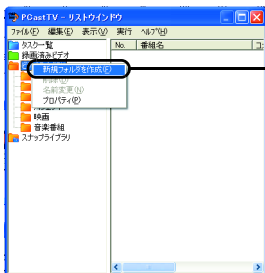 PCastTV - リストウィンドウ
ファイル(F) 編集(E) 表示(V) 実行 ヘルプ(H)
No. 番組名
タスク一覧
録画済みビデオ
新規フォルダを作成(F)
削除(D)
名前変更(N)
プロパティ(P)
映画
音楽番組
スナップライブラリ